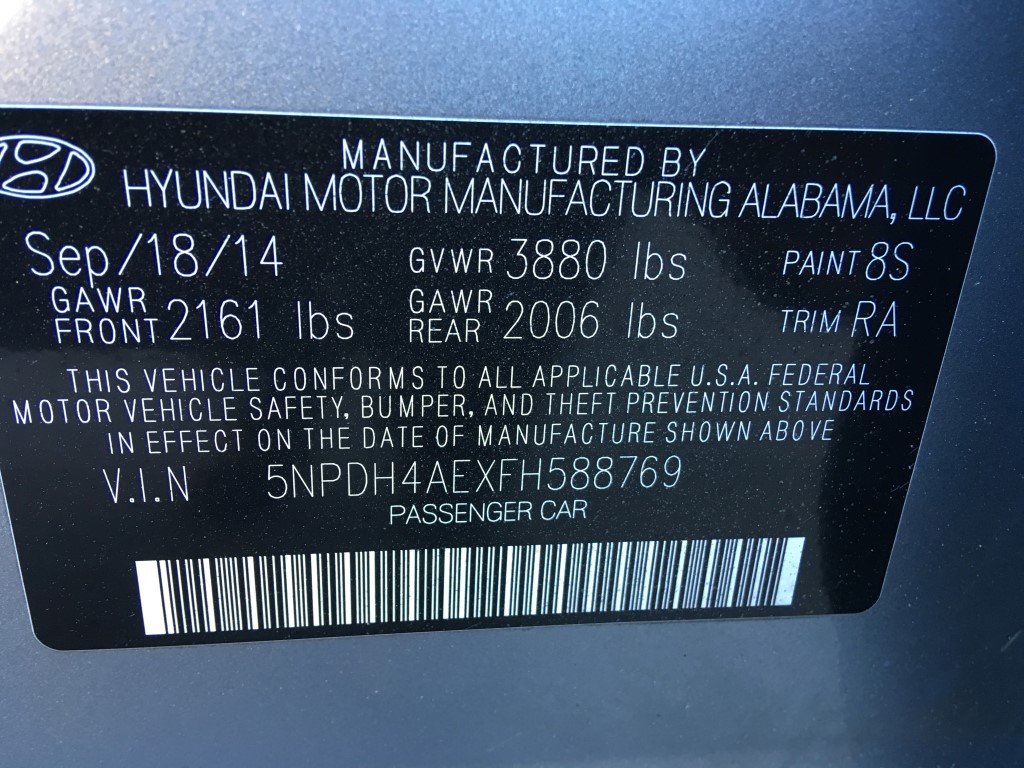 MANUFACTURED BY
HYUNDAI MOTOR MANUFACTURING ALABAMA, LLC
Sep/18/14 GVWR 3880 lbs PAINT 8S
GAWR FRONT 2161 lbs GAWR REAR 2006 lbs TRIM RA
THIS VEHICLE CONFORMS TO ALL APPLICABLE U.S.A. FEDERAL
MOTOR VEHICLE SAFETY, BUMPER, AND THEFT PREVENTION STANDARDS
IN EFFECT ON THE DATE OF MANUFACTURE SHOWN ABOVE
V.I.N 5NPDH4AEXFH588769
PASSENGER CAR